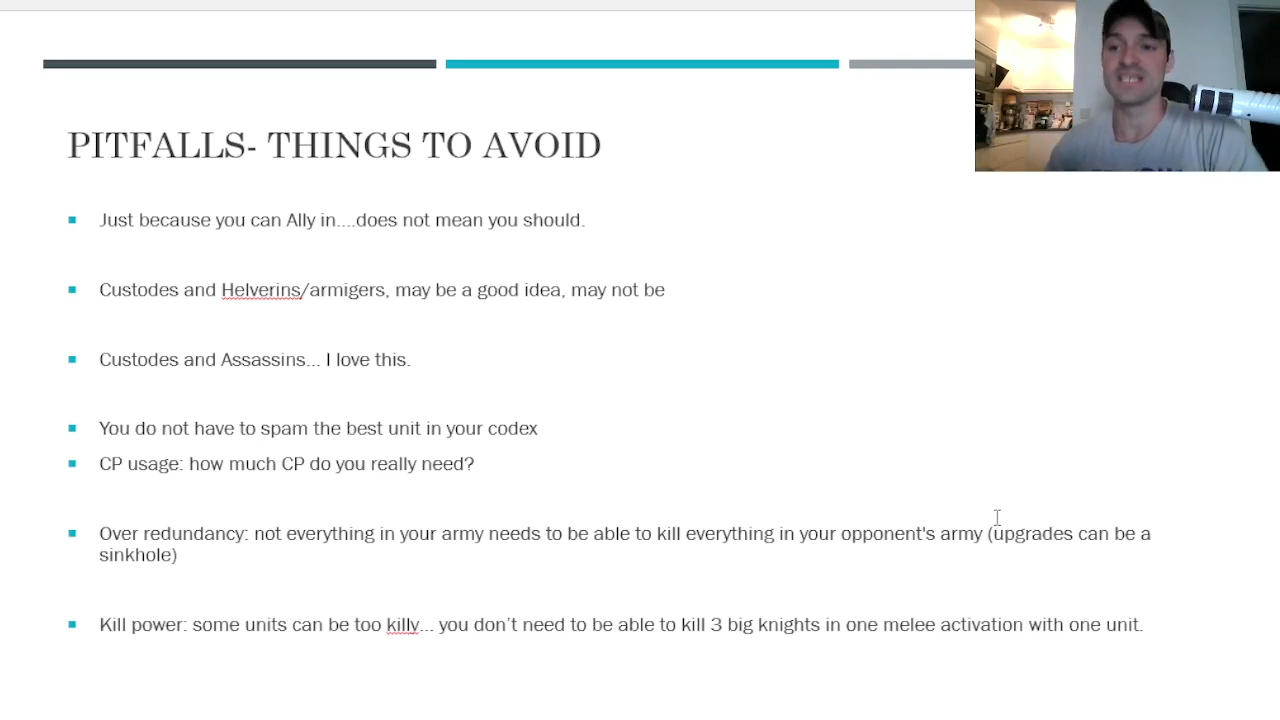 PITFALLS- THINGS TO AVOID
Just because you can Ally in....does not mean you should.
Custodes and Helverins/armigers, may be a good idea, may not be
Custodes and Assassins... I love this.
You do not have to spam the best unit in your codex
CP usage: how much CP do you really need?
Over redundancy: not everything in your army needs to be able to kill everything in your opponent's army (upgrades can be a
sinkhole)
Kill power: some units can be too killy... you don't need to be able to kill 3 big knights in one melee activation with one unit.